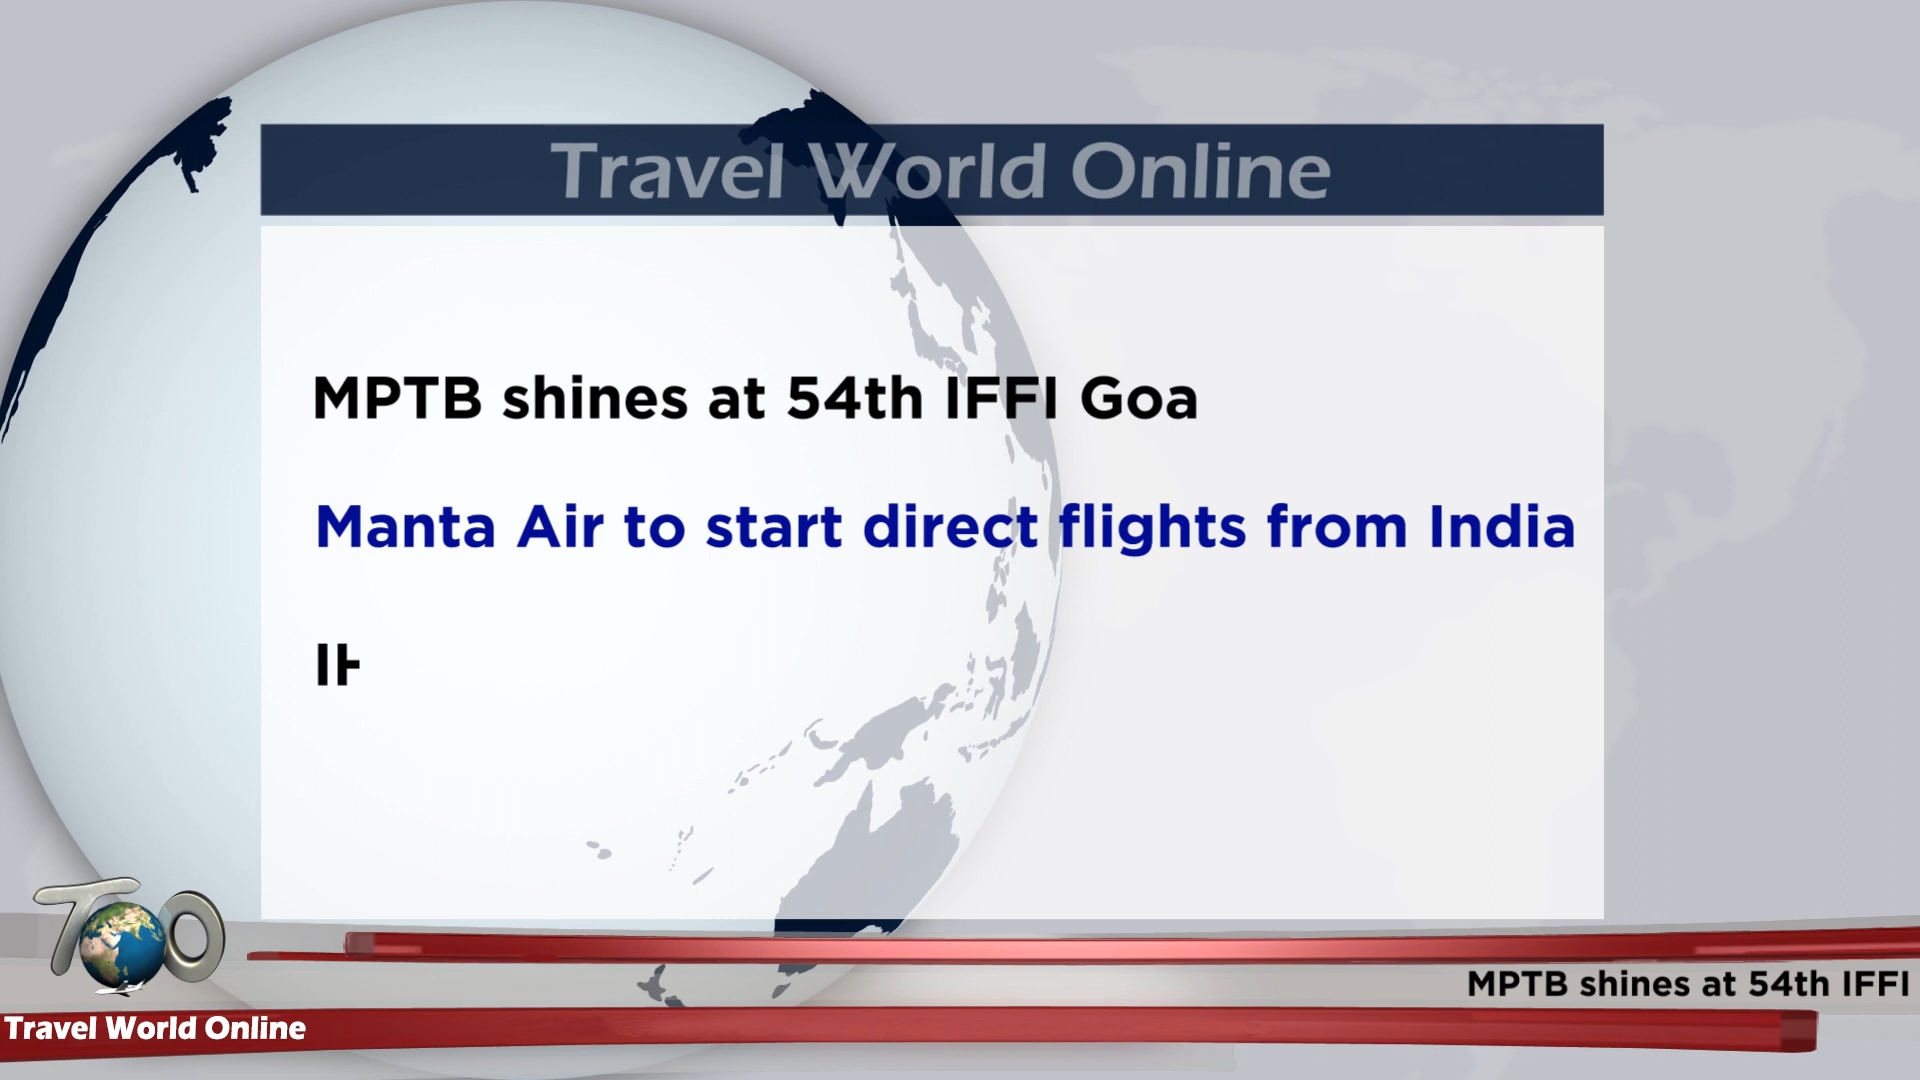 Travel World Online
MPTB shines at 54th IFFI Goa
Manta Air to start direct flights from India
MPTB shines at 54th IFFI
Travel World Online